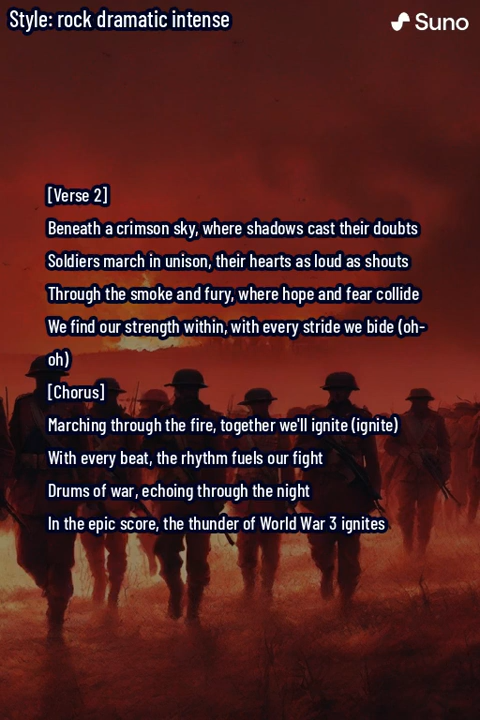 Style: rock dramatic intense
Suno
[Verse 2]
Beneath a crimson sky, where shadows cast their doubts
Soldiers march in unison, their hearts as loud as shouts
Through the smoke and fury, where hope and fear collide
We find our strength within, with every stride we bide (oh-
oh)
[Chorus]
Marching through the fire, together we'll ignite (ignite)
With every beat, the rhythm fuels our fight
Drums of war, echoing through the night
In the epic score, the thunder of World War 3 ignites